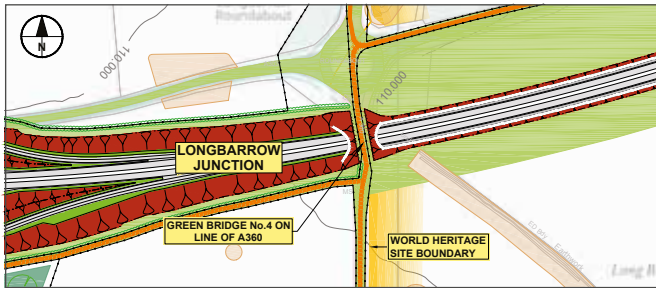 Roundabout
N
110.000
110.000
LONGBARROW
JUNCTION
GREEN BRIDGE No.4 ON
LINE OF A360
WORLD HERITAGE
SITE BOUNDARY
(Long